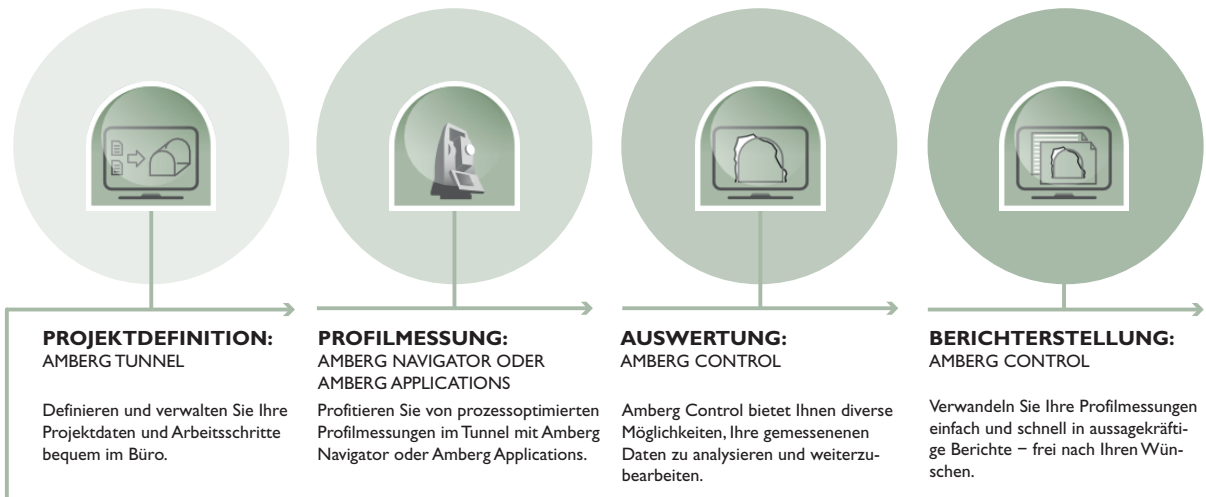 PROJEKTDEFINITION:
AMBERG TUNNEL
Definieren und verwalten Sie Ihre
Projektdaten und Arbeitsschritte
bequem im Büro.
PROFILMESSUNG:
AMBERG NAVIGATOR ODER
AMBERG APPLICATIONS
Profitieren Sie von prozessoptimierten
Profilmessungen im Tunnel mit Amberg
Navigator oder Amberg Applications.
AUSWERTUNG:
AMBERG CONTROL
Amberg Control bietet Ihnen diverse
Möglichkeiten, Ihre gemessenenen
Daten zu analysieren und weiterzu-
bearbeiten.
BERICHTERSTELLUNG:
AMBERG CONTROL
Verwandeln Sie Ihre Profilmessungen
einfach und schnell in aussagekräfti-
ge Berichte – frei nach Ihren Wün-
schen.